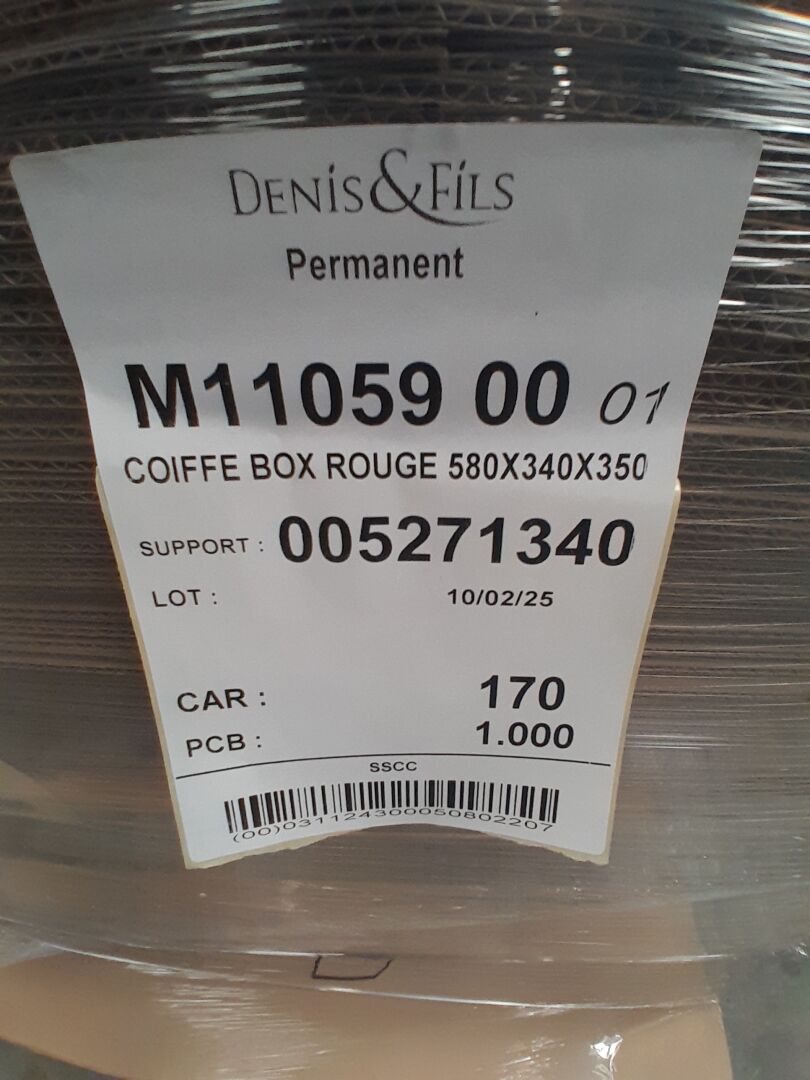 DENIS & FILS
Permanent
M11059 00 01
COIFFE BOX ROUGE 580X340X350
SUPPORT : 005271340
LOT : 10/02/25
CAR : 170
PCB : 1.000
SSCC
(00)031124300050802207